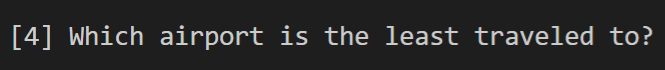 [4] Which airport is the least traveled to?